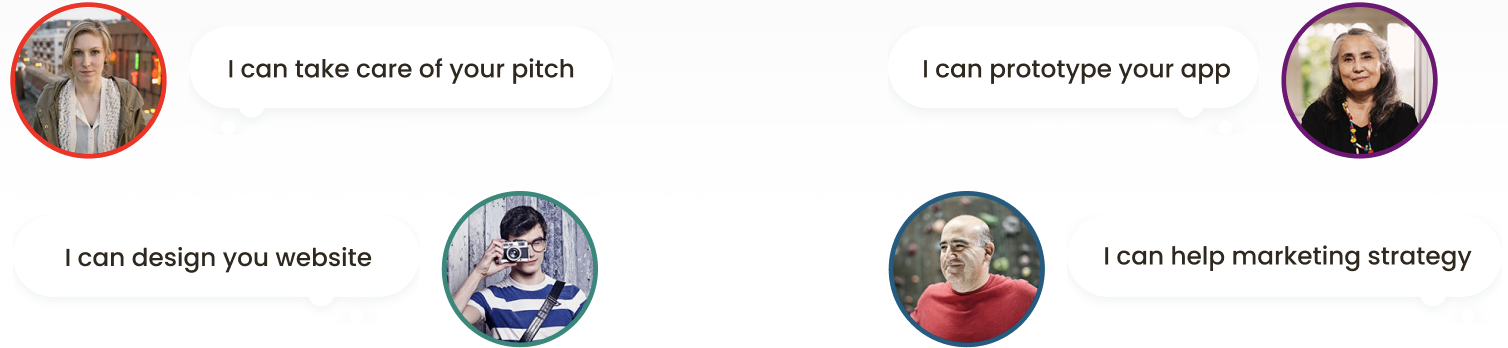 I can take care of your pitch
I can prototype your app
I can design you website
I can help marketing strategy